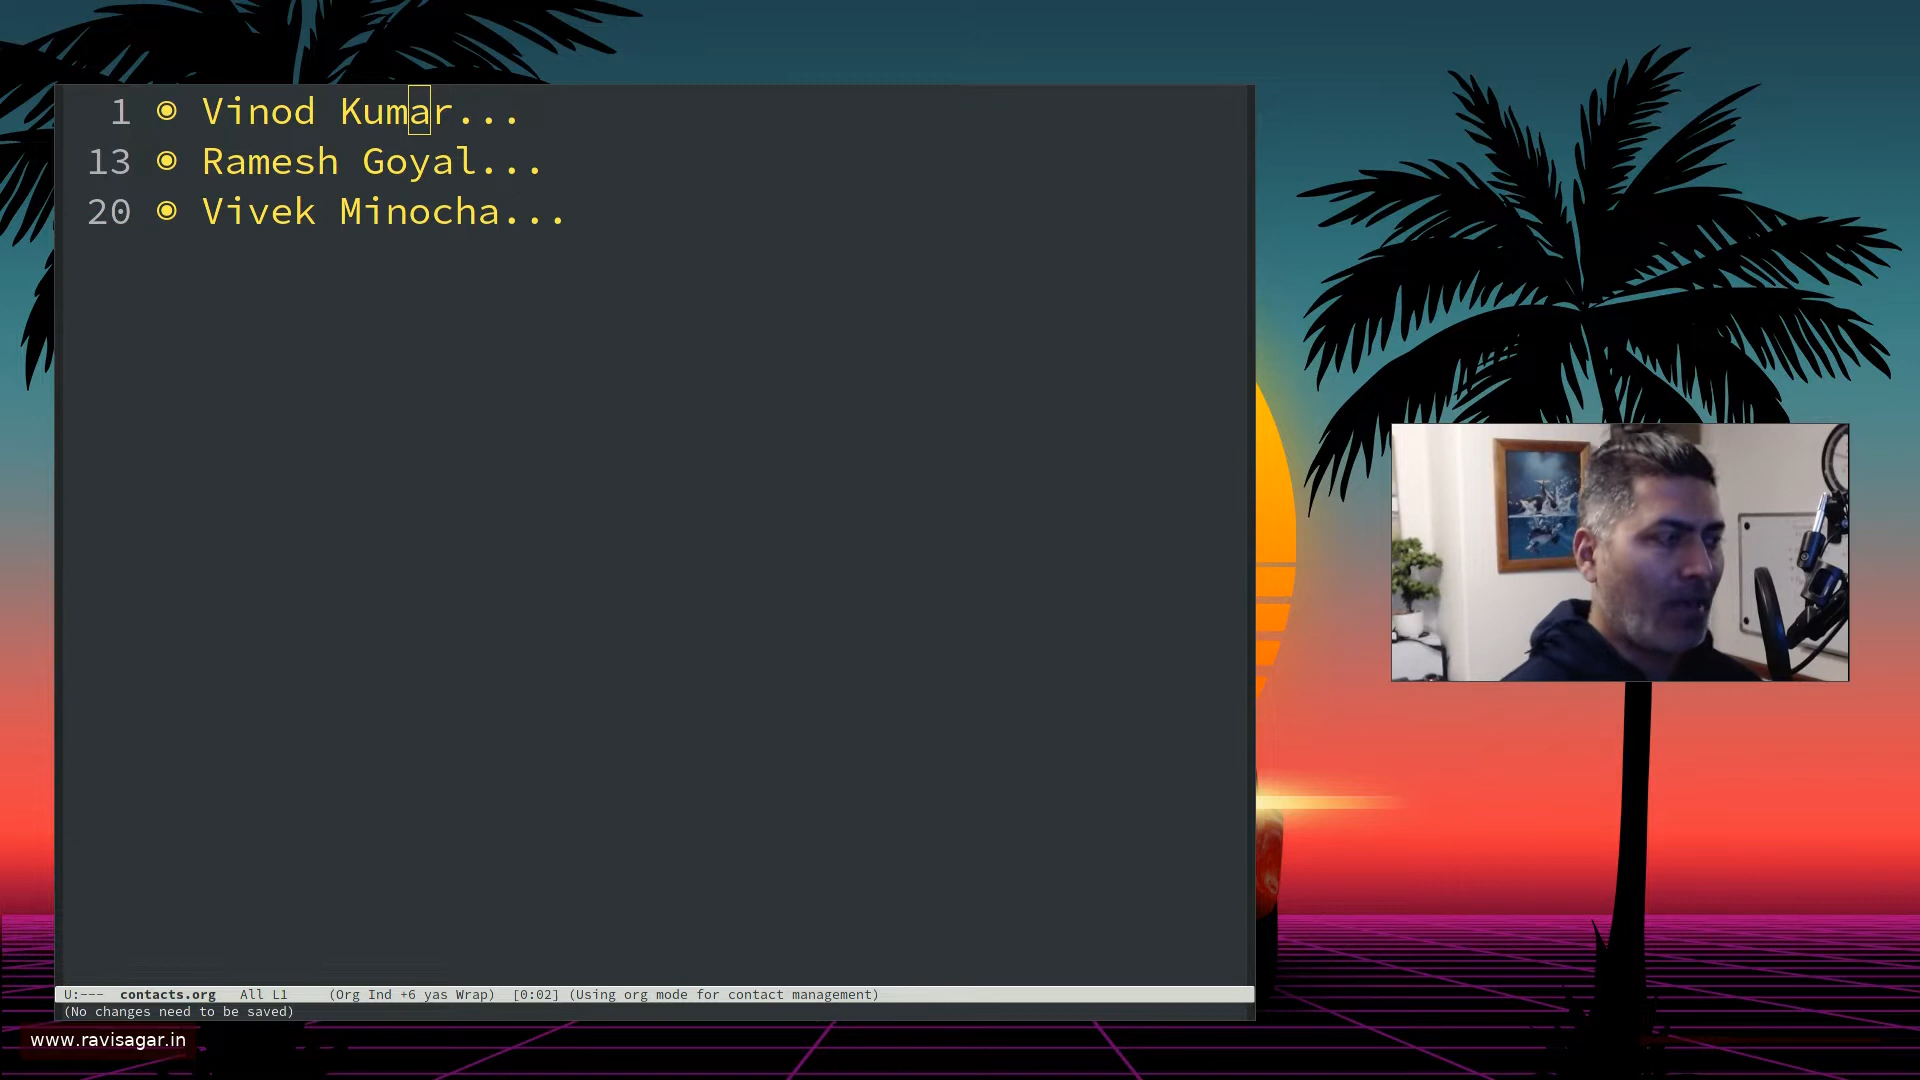 1 ◉ Vinod Kumar...
13 ◉ Ramesh Goyal...
20 ◉ Vivek Minocha...
U:--- contacts.org All L1 (Org Ind +6 yas Wrap) [0:02] (Using org mode for contact management)
(No changes need to be saved)
www.ravisagar.in